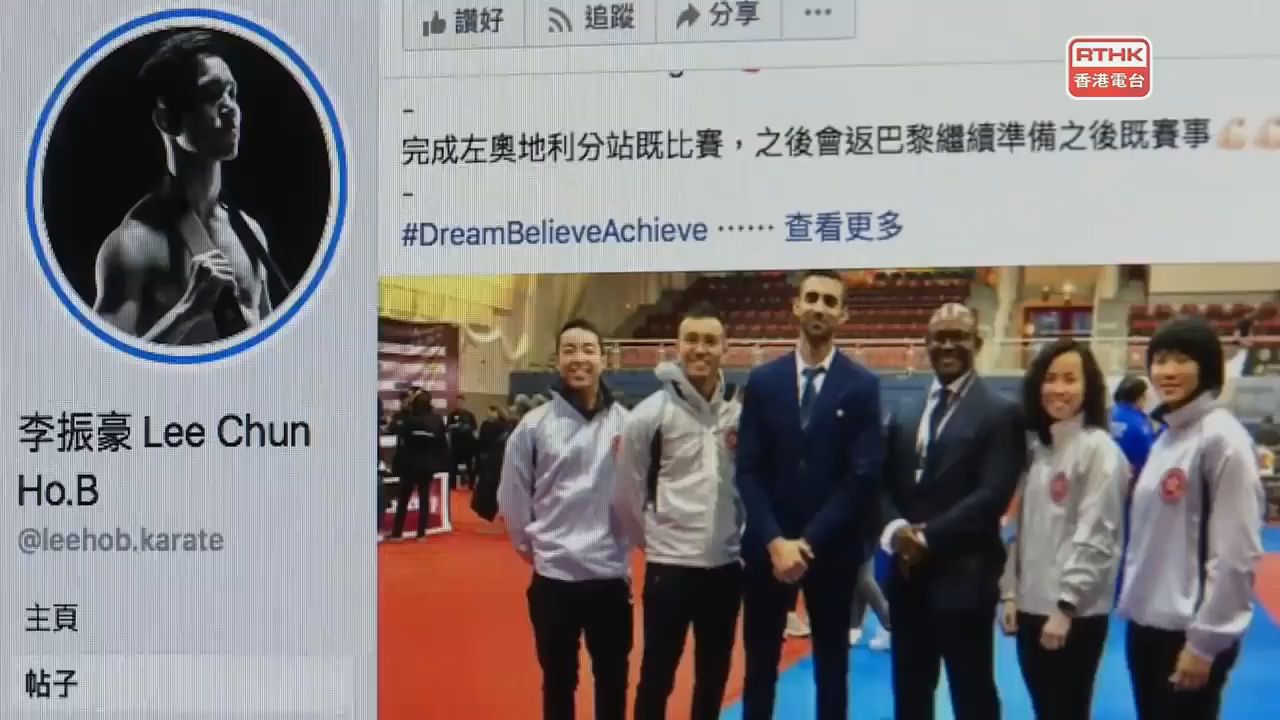 讚好
追蹤
分享
RTHK
香港電台
完成左奧地利分站既比賽，之後會返巴黎繼續準備之後既賽事
#DreamBelieveAchieve ⋯⋯ 查看更多
李振豪 Lee Chun
Ho.B
@leehob.karate
主頁
帖子